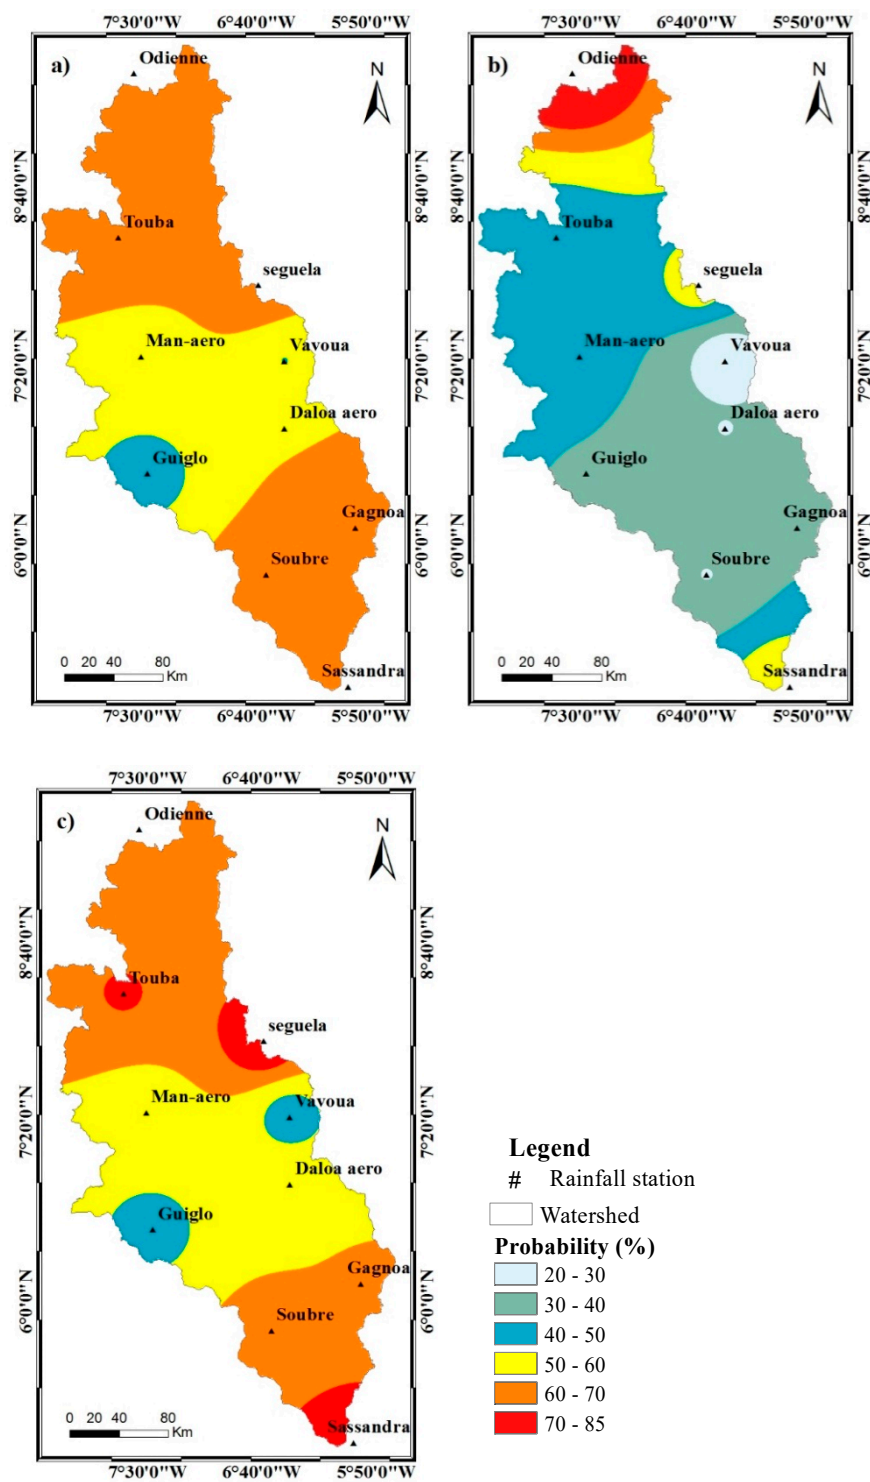 7°30'0"W 6°40'0"W 5°50'0"W
a)
Odienne
N
8°40'0"N
Touba
seguela
Man-aero
Vavoua
7°20'0"N
Daloa aero
Guiglo
Gagnoa
6°0'0"N
Soubre
0 20 40 80
Km
Sassandra
7°30'0"W 6°40'0"W 5°50'0"W
7°30'0"W 6°40'0"W 5°50'0"W
b)
Odienne
N
8°40'0"N
Touba
seguela
Man-aero
Vavoua
7°20'0"N
Daloa aero
Guiglo
Gagnoa
6°0'0"N
Soubre
0 20 40 80
Km
Sassandra
7°30'0"W 6°40'0"W 5°50'0"W
7°30'0"W 6°40'0"W 5°50'0"W
c)
Odienne
N
8°40'0"N
Touba
seguela
Man-aero
Vavoua
7°20'0"N
Daloa aero
Guiglo
Gagnoa
6°0'0"N
Soubre
0 20 40 80
Km
Sassandra
7°30'0"W 6°40'0"W 5°50'0"W
Legend
# Rainfall station
Watershed
Probability (%)
20 - 30
30 - 40
40 - 50
50 - 60
60 - 70
70 - 85